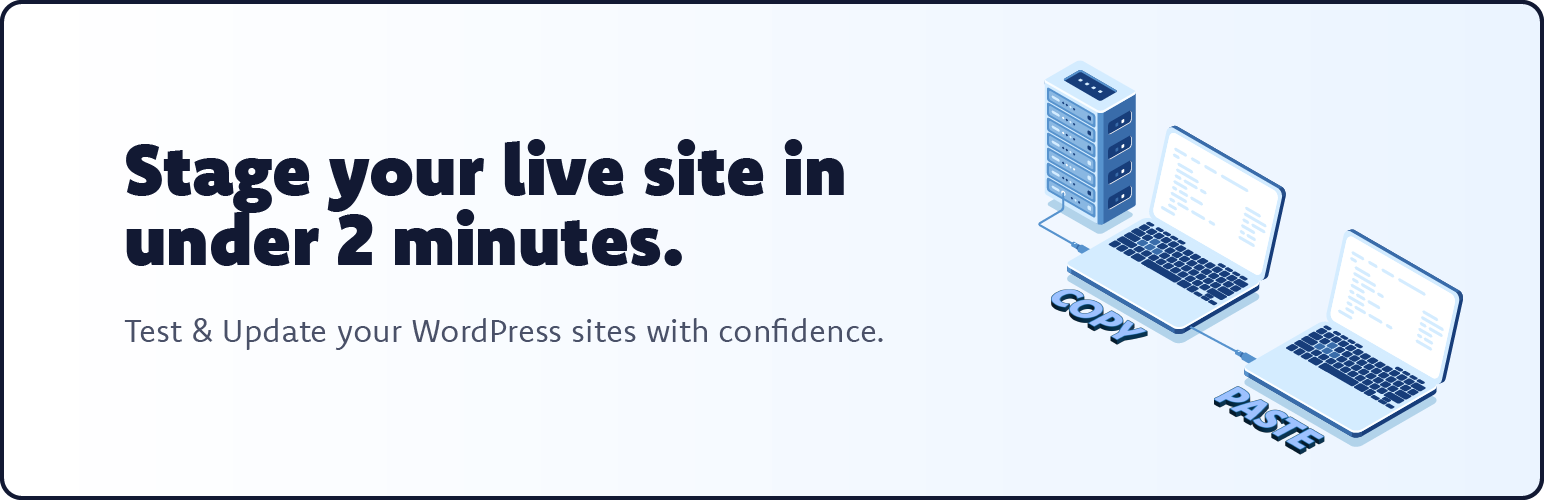 Stage your live site in
under 2 minutes.
Test & Update your WordPress sites with confidence.
COPY
PASTE